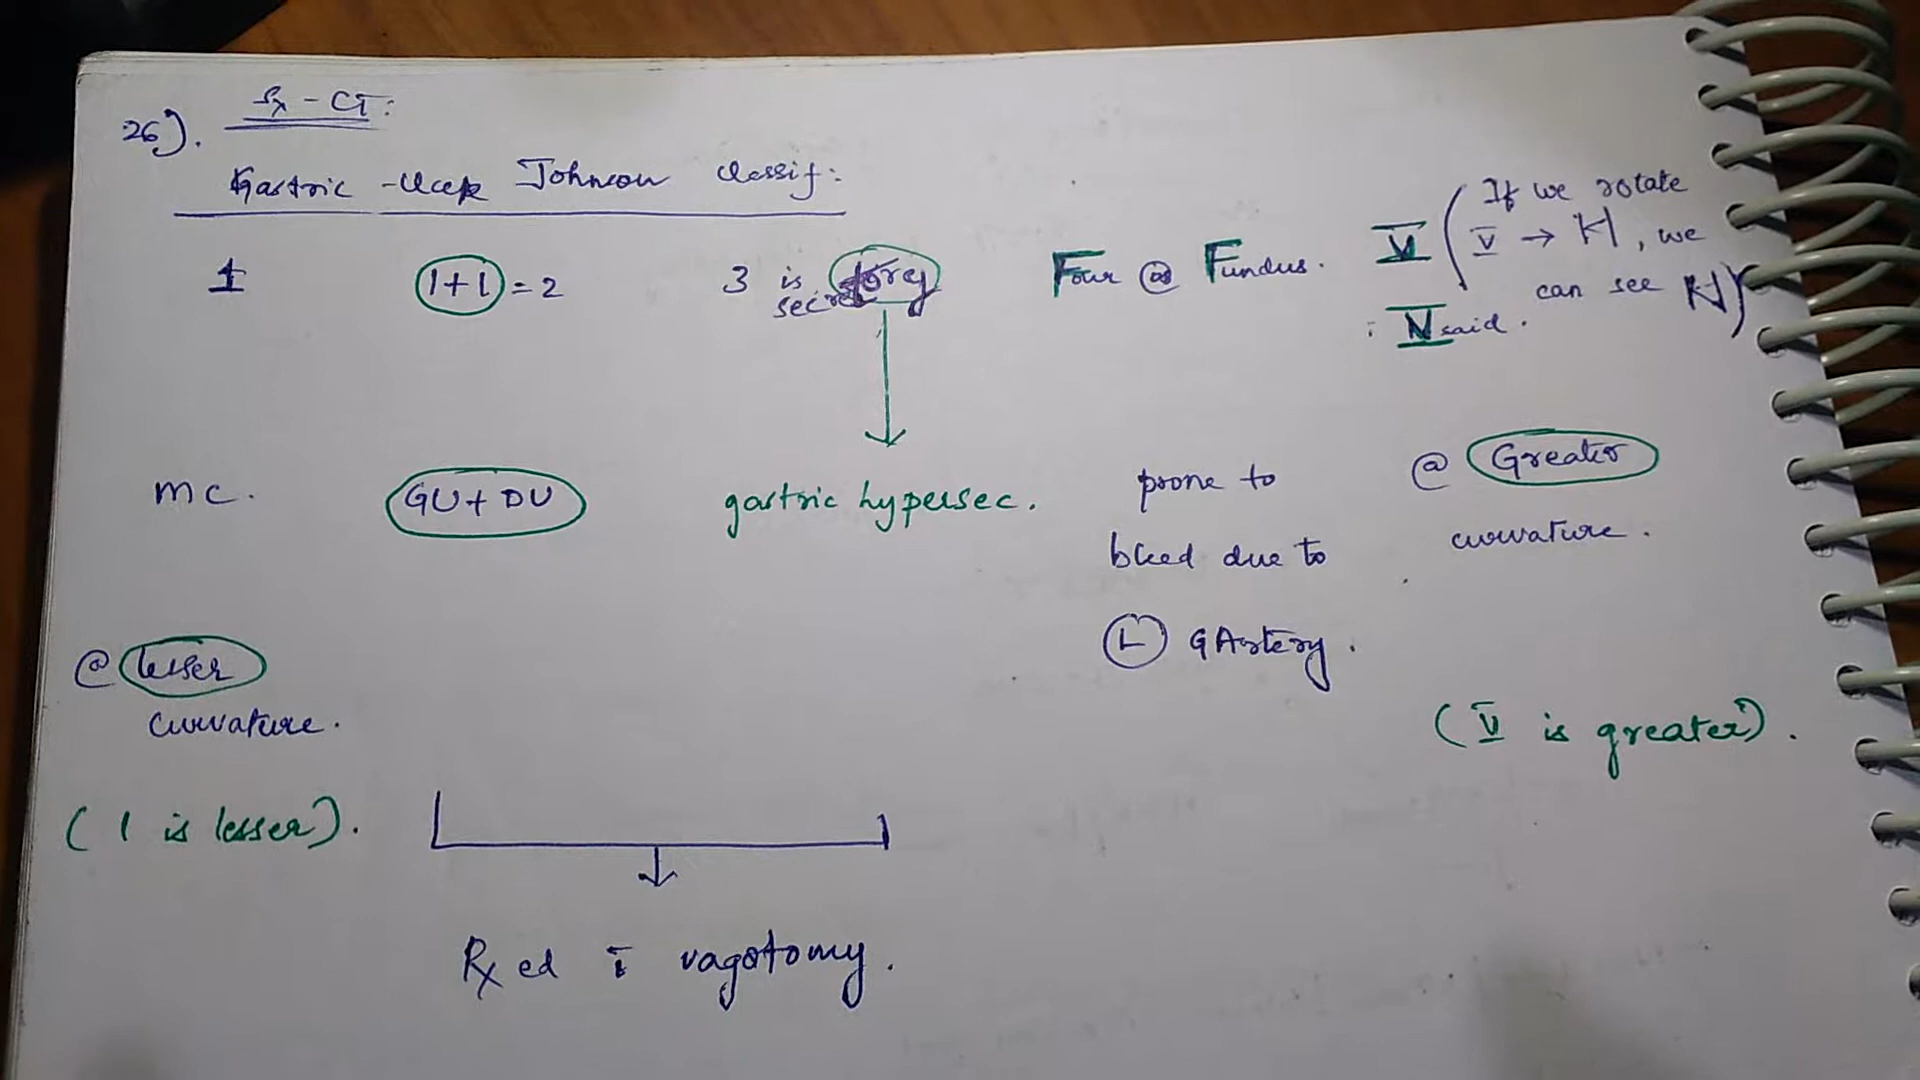 26). Sx - CT:
Gastric - Ulcer Johnson classif:
1
1+1 = 2
3 is secretory
Four @ Fundus.
V (If we rotate
V → , we
can see N)
: N said.
mc.
@ lesser
curvature.
(1 is lesser).
GU + DU
gastric hypersec.
Rx ed c̄ vagotomy.
prone to
bleed due to
L GArtery.
@ Greater
curvature.
(V is greater).